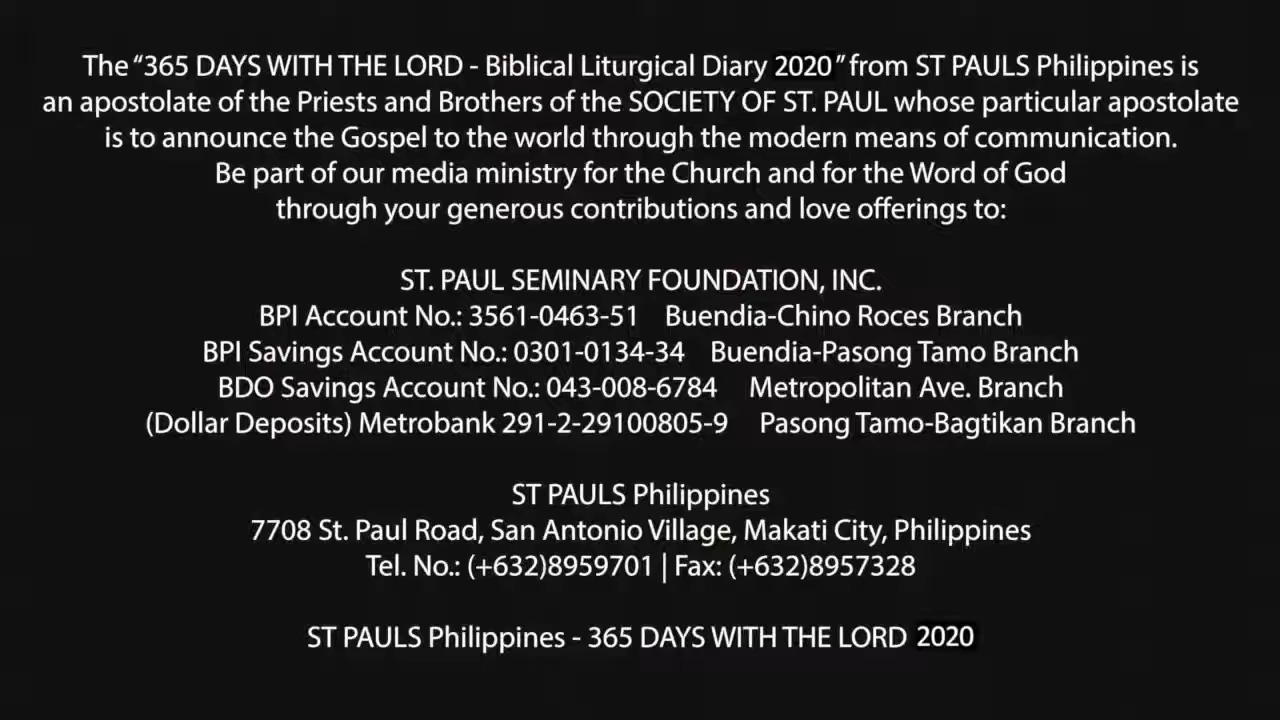 The “365 DAYS WITH THE LORD - Biblical Liturgical Diary 2020” from ST PAULS Philippines is
an apostolate of the Priests and Brothers of the SOCIETY OF ST. PAUL whose particular apostolate
is to announce the Gospel to the world through the modern means of communication.
Be part of our media ministry for the Church and for the Word of God
through your generous contributions and love offerings to:
ST. PAUL SEMINARY FOUNDATION, INC.
BPI Account No.: 3561-0463-51 Buendia-Chino Roces Branch
BPI Savings Account No.: 0301-0134-34 Buendia-Pasong Tamo Branch
BDO Savings Account No.: 043-008-6784 Metropolitan Ave. Branch
(Dollar Deposits) Metrobank 291-2-29100805-9 Pasong Tamo-Bagtikan Branch
ST PAULS Philippines
7708 St. Paul Road, San Antonio Village, Makati City, Philippines
Tel. No.: (+632)8959701 | Fax: (+632)8957328
ST PAULS Philippines - 365 DAYS WITH THE LORD 2020